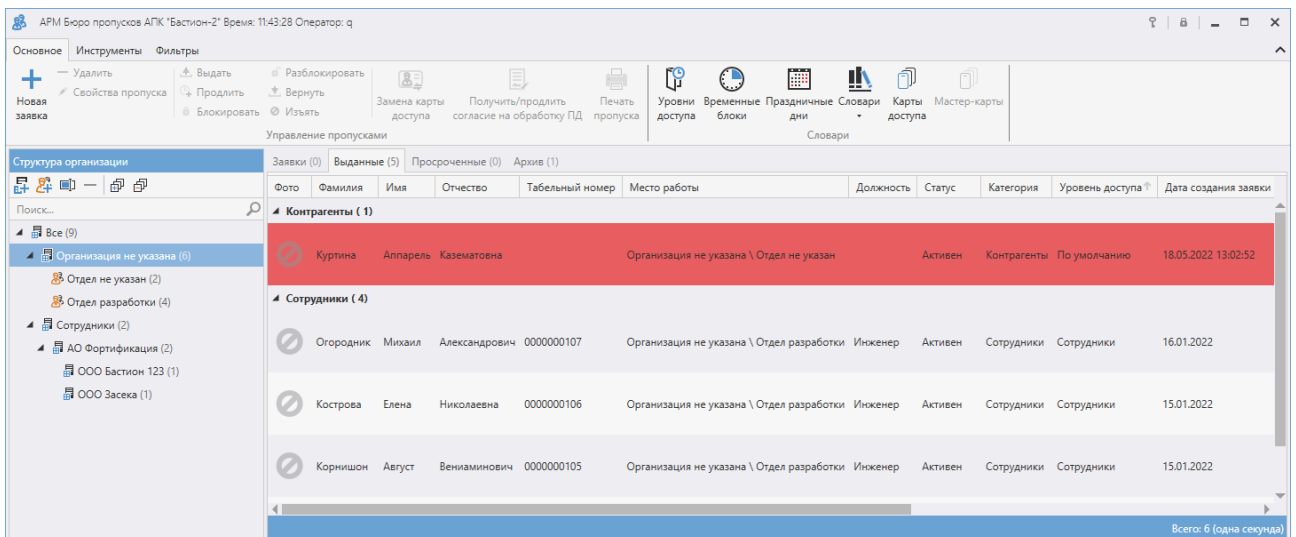 АРМ Бюро пропусков АПК "Бастион-2" Время: 11:43:28 Оператор: q
Основное Инструменты Фильтры
Новая заявка
Удалить
Свойства пропуска
Выдать
Продлить
Блокировать
Разблокировать
Вернуть
Изъять
Замена карты доступа
Получить/продлить согласие на обработку ПД
Печать пропуска
Управление пропусками
Уровни доступа
Временные блоки
Праздничные дни
Словари
Карты доступа
Мастер-карты
Словари
Структура организации
Поиск...
Все (9)
Организация не указана (6)
Отдел не указан (2)
Отдел разработки (4)
Сотрудники (2)
АО Фортификация (2)
ООО Бастион 123 (1)
ООО Засека (1)
Заявки (0) Выданные (5) Просроченные (0) Архив (1)
Фото Фамилия Имя Отчество Табельный номер Место работы Должность Статус Категория Уровень доступа Дата создания заявки
Контрагенты ( 1)
Куртина Аппарель Казематовна Организация не указана \ Отдел не указан Активен Контрагенты По умолчанию 18.05.2022 13:02:52
Сотрудники ( 4)
Огородник Михаил Александрович 0000000107 Организация не указана \ Отдел разработки Инженер Активен Сотрудники Сотрудники 16.01.2022
Кострова Елена Николаевна 0000000106 Организация не указана \ Отдел разработки Инженер Активен Сотрудники Сотрудники 15.01.2022
Корнишон Август Вениаминович 0000000105 Организация не указана \ Отдел разработки Инженер Активен Сотрудники Сотрудники 15.01.2022
Всего: 6 (одна секунда)